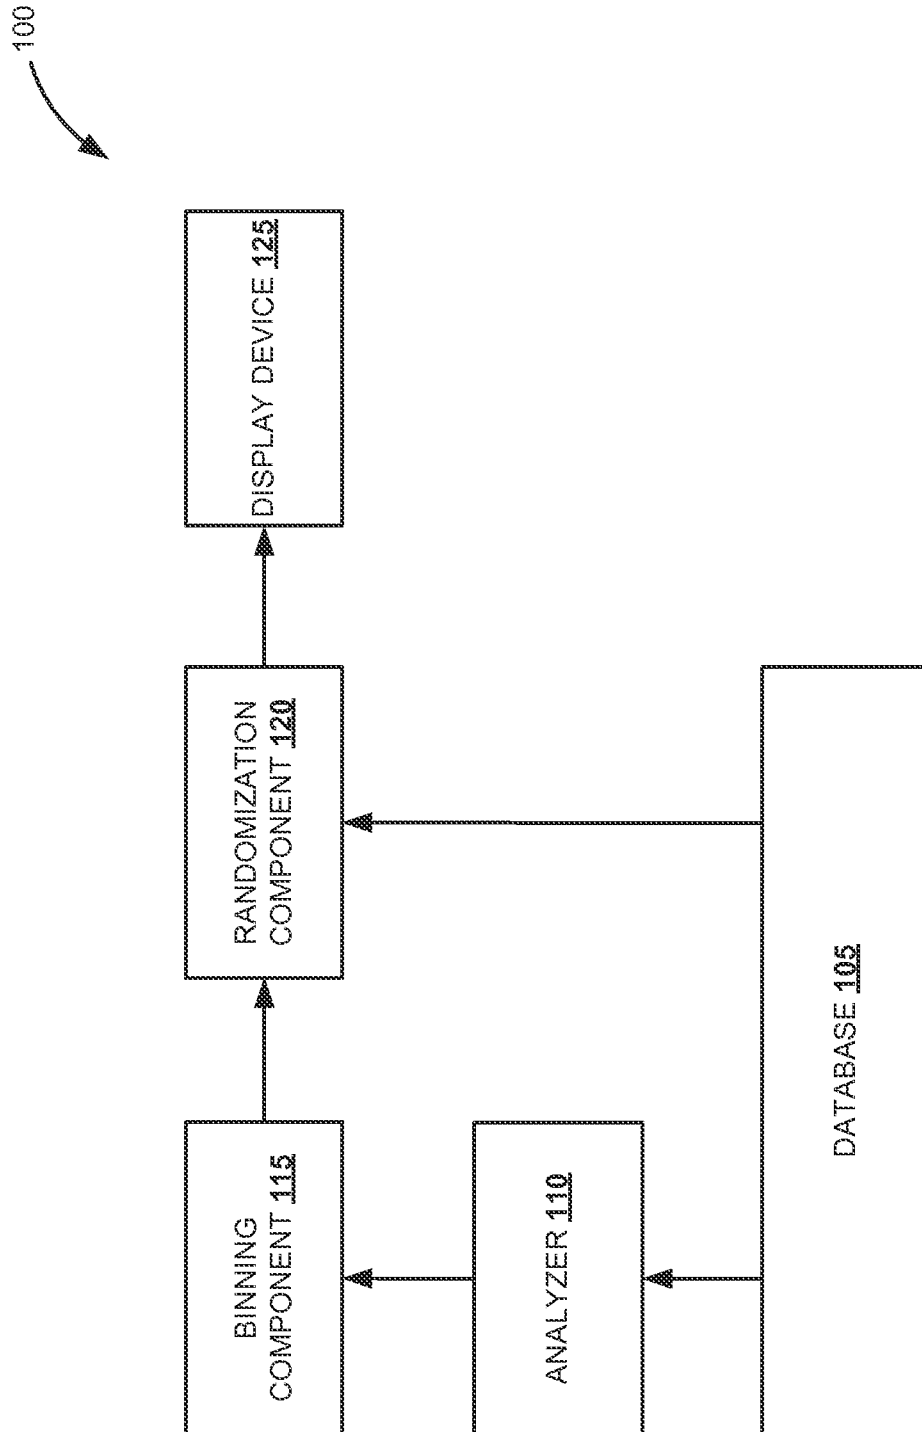 100
BINNING
COMPONENT 115
RANDOMIZATION
COMPONENT 120
DISPLAY DEVICE 125
ANALYZER 110
DATABASE 105